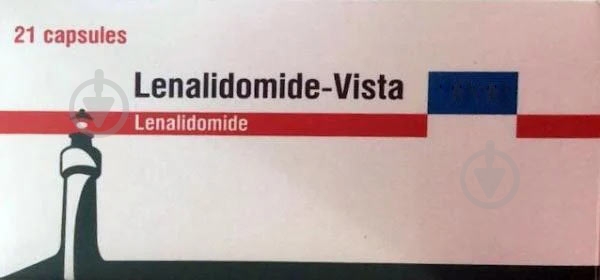 21 capsules
Lenalidomide-Vista
Lenalidomide